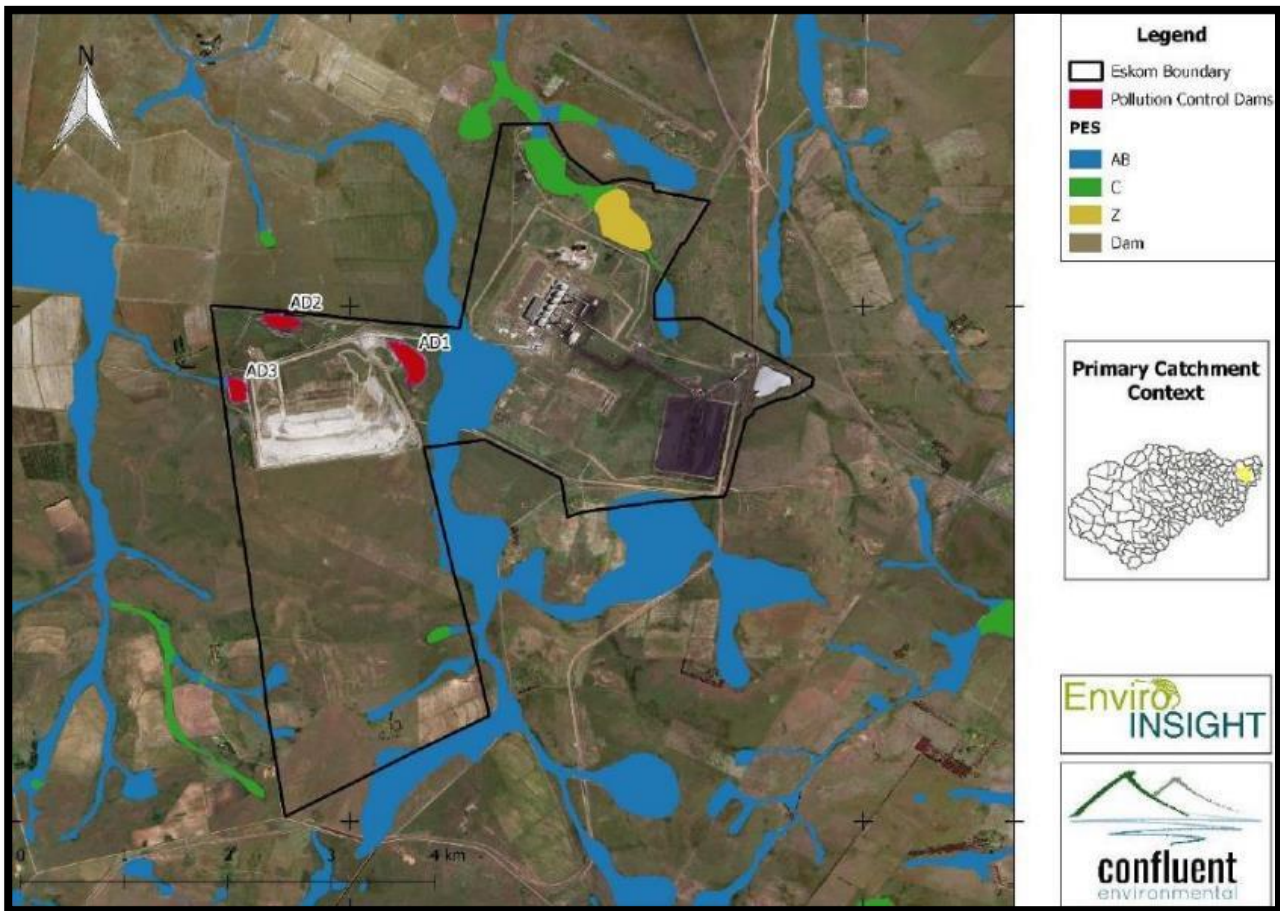 N
AD2
AD1
AD3
0
2
3
4 km
Legend
Eskom Boundary
Pollution Control Dams
PES
AB
C
Z
Dam
Primary Catchment
Context
Enviro
INSIGHT
confluent
environmental